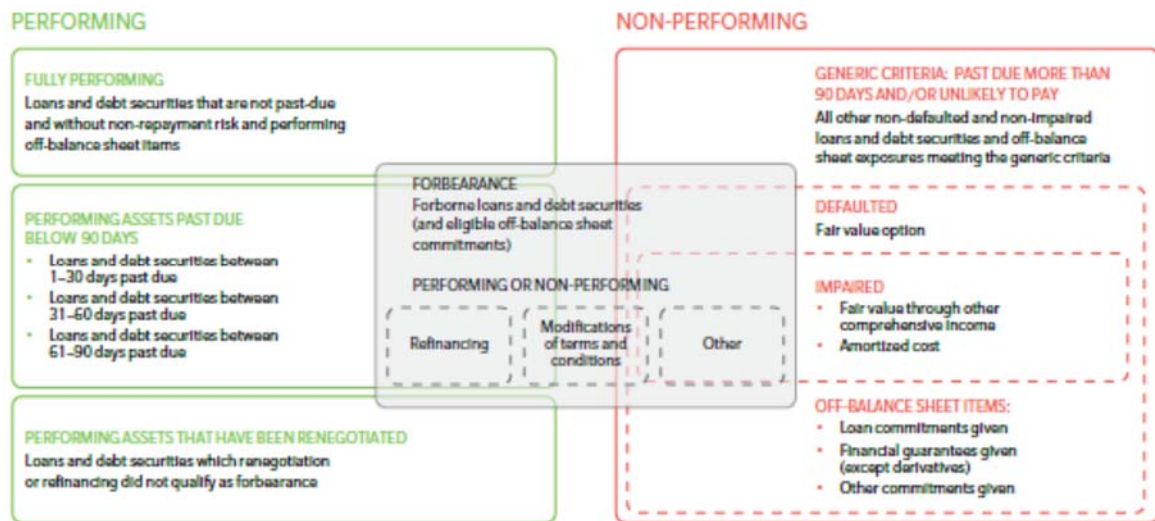 PERFORMING
FULLY PERFORMING
Loans and debt securities that are not past-due
and without non-repayment risk and performing
off-balance sheet items
PERFORMING ASSETS PAST DUE
BELOW 90 DAYS
• Loans and debt securities between
1–30 days past due
• Loans and debt securities between
31–60 days past due
• Loans and debt securities between
61–90 days past due
PERFORMING ASSETS THAT HAVE BEEN RENEGOTIATED
Loans and debt securities which renegotiation
or refinancing did not qualify as forbearance
FORBEARANCE
Forborne loans and debt securities
(and eligible off-balance sheet
commitments)
PERFORMING OR NON-PERFORMING
Refinancing
Modifications
of terms and
conditions
Other
NON-PERFORMING
GENERIC CRITERIA: PAST DUE MORE THAN
90 DAYS AND/OR UNLIKELY TO PAY
All other non-defaulted and non-impaired
loans and debt securities and off-balance
sheet exposures meeting the generic criteria
DEFAULTED
Fair value option
IMPAIRED
• Fair value through other
comprehensive income
• Amortized cost
OFF-BALANCE SHEET ITEMS:
• Loan commitments given
• Financial guarantees given
(except derivatives)
• Other commitments given